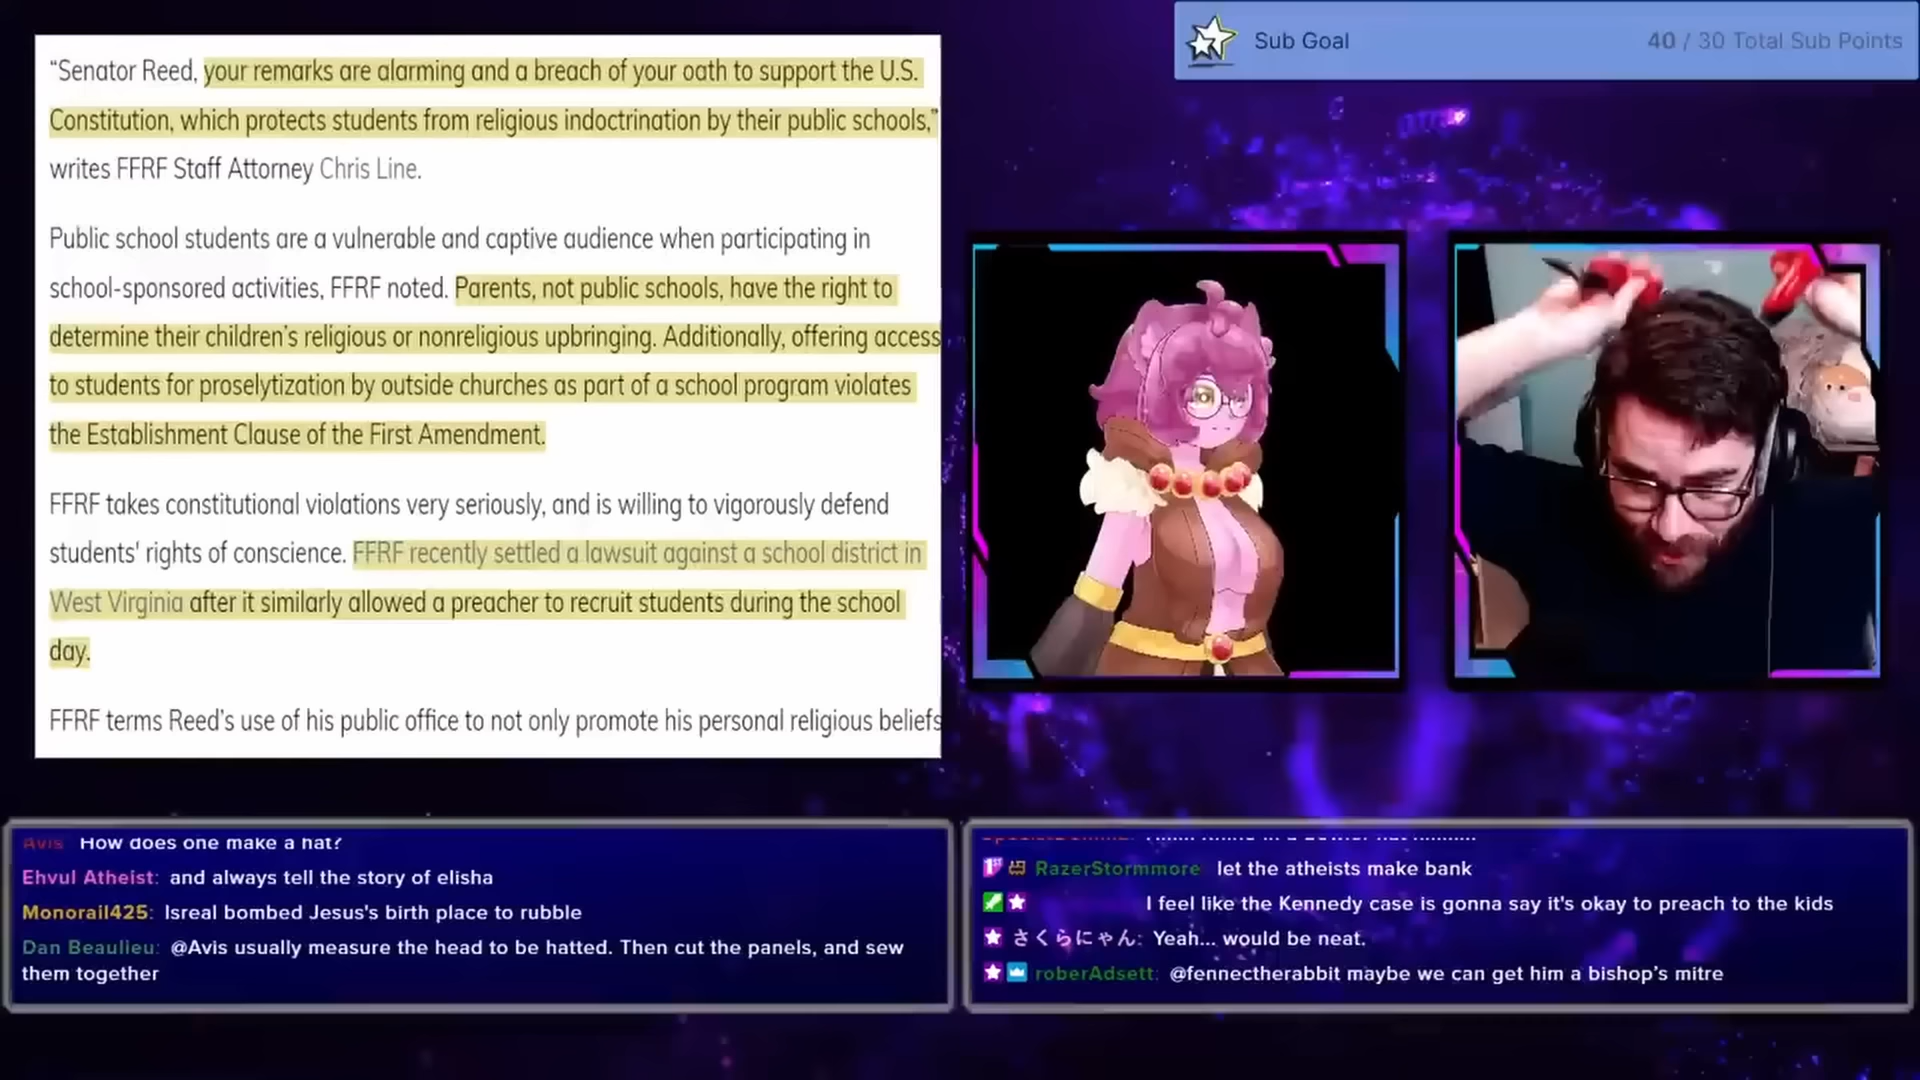 "Senator Reed, your remarks are alarming and a breach of your oath to support the U.S.
Constitution, which protects students from religious indoctrination by their public schools,"
writes FFRF Staff Attorney Chris Line.
Public school students are a vulnerable and captive audience when participating in
school-sponsored activities, FFRF noted. Parents, not public schools, have the right to
determine their children's religious or nonreligious upbringing. Additionally, offering access
to students for proselytization by outside churches as part of a school program violates
the Establishment Clause of the First Amendment.
FFRF takes constitutional violations very seriously, and is willing to vigorously defend
students' rights of conscience. FFRF recently settled a lawsuit against a school district in
West Virginia after it similarly allowed a preacher to recruit students during the school
day.
FFRF terms Reed's use of his public office to not only promote his personal religious beliefs
Sub Goal 40 / 30 Total Sub Points
Avis How does one make a hat?
Ehvul Atheist: and always tell the story of elisha
Monorail425: Isreal bombed Jesus's birth place to rubble
Dan Beaulieu: @Avis usually measure the head to be hatted. Then cut the panels, and sew
them together
RazerStormmore let the atheists make bank
I feel like the Kennedy case is gonna say it's okay to preach to the kids
さくらにゃん: Yeah... would be neat.
roberAdsett: @fennectherabbit maybe we can get him a bishop's mitre